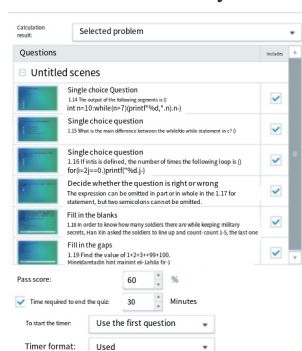 Calculation
result:
Selected problem
Questions
Includes
Untitled scenes
Single choice Question
1.14 The output of the following segments is ()
int n=10:while(n>7)(printf("%d,".n).n-)
Single choice question
1.15 What is the main difference between the whilefdo while statement in c? ()
Single choice question
1.16 If intis defined, the number of times the following loop is ()
for(i=2j==0.)printf("%d.j-)
Decide whether the question is right or wrong
The expression can be omitted in part or whole in the 1.17 for
statement, but two semicolons cannot be omitted.
Fill in the blanks
1.18 In order to know how many soldiers there are while keeping military
secrets, Han Xin asked the soldiers to line up and count: count 1-5, the last one
Fill in the gaps
1.19 Find the value of 1+2+3++99+100.
Pass score:
60
%
Time required to end the quiz:
30
Minutes
To start the timer:
Use the first question
Timer format:
Used